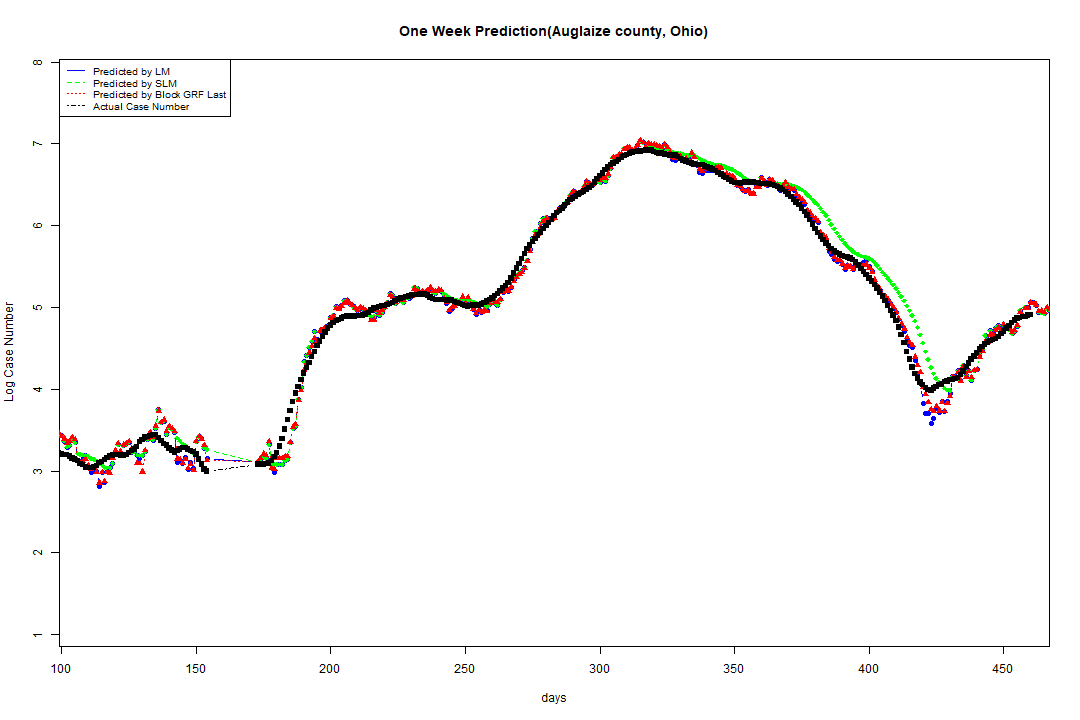 One Week Prediction(Auglaize county, Ohio)
Predicted by LM
Predicted by SLM
Predicted by Block GRF Last
Actual Case Number
8
7
6
5
4
3
2
1
Log Case Number
100 150 200 250 300 350 400 450
days